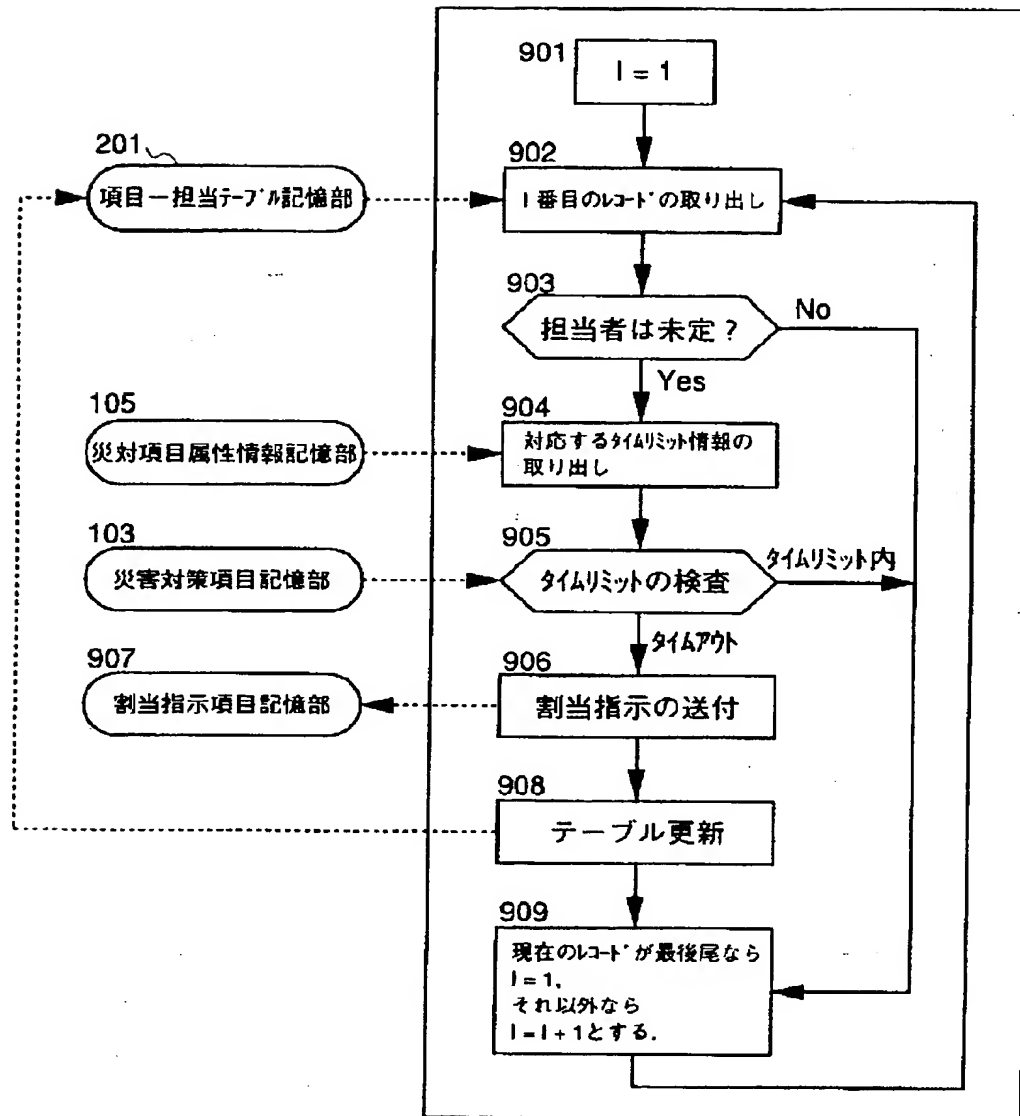 901
I = 1
201
項目ー担当テーブル記憶部
902
I番目のレコードの取り出し
903
担当者は未定？
No
Yes
105
災対項目属性情報記憶部
904
対応するタイムリミット情報の
取り出し
103
災害対策項目記憶部
905
タイムリミットの検査
タイムリミット内
タイムアウト
907
割当指示項目記憶部
906
割当指示の送付
908
テーブル更新
909
現在のレコードが最後尾なら
I=1,
それ以外なら
I=I+1とする.